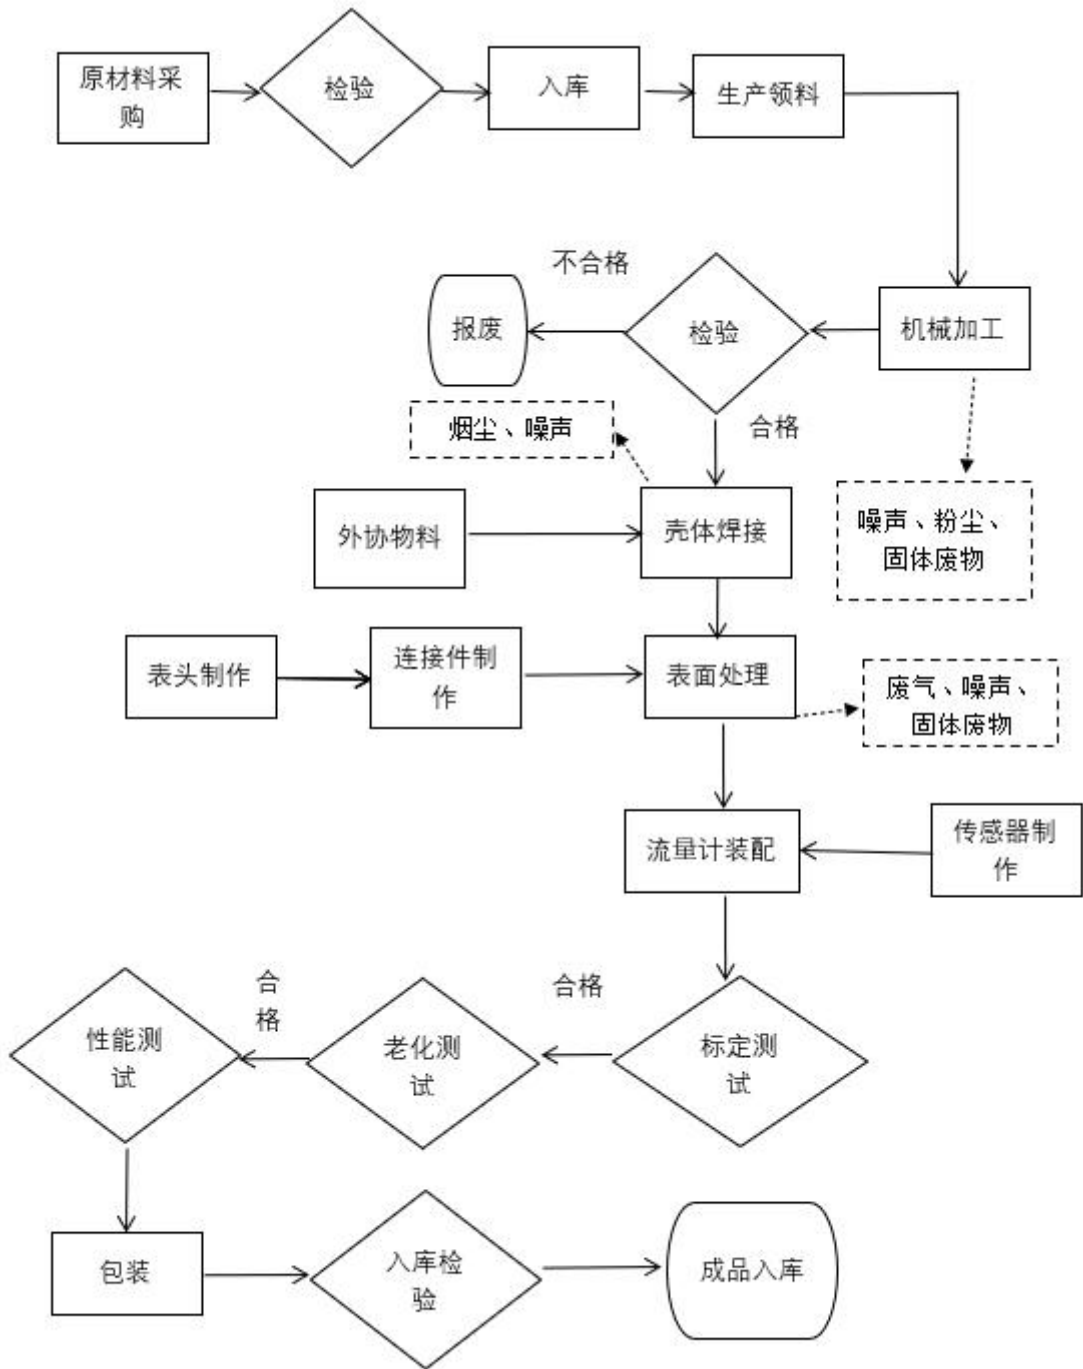 原材料采
购
检验
入库
生产领料
不合格
报废
检验
机械加工
烟尘、噪声
合格
外协物料
壳体焊接
噪声、粉尘、
固体废物
表头制作
连接件制
作
表面处理
废气、噪声、
固体废物
流量计装配
传感器制
作
性能测
试
合
格
老化测
试
合格
标定测
试
包装
入库检
验
成品入库